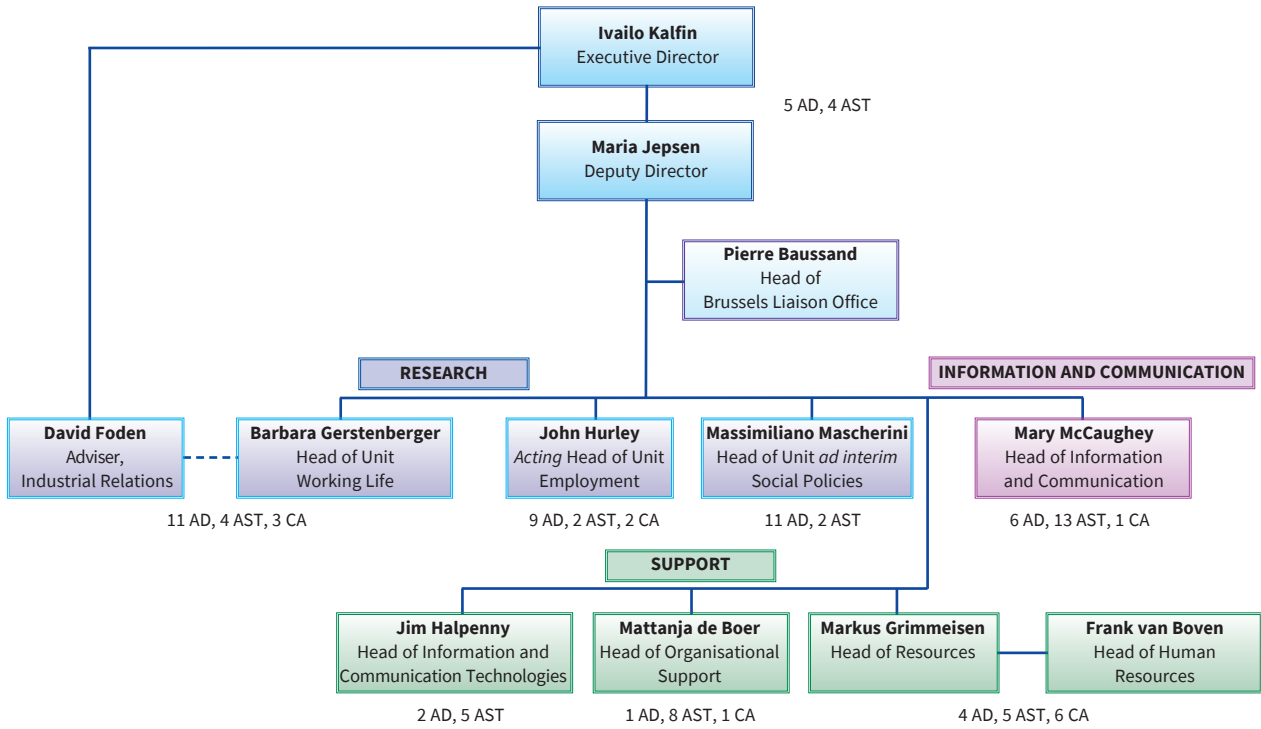 Ivailo Kalfin
Executive Director
5 AD, 4 AST
Maria Jepsen
Deputy Director
Pierre Baussand
Head of
Brussels Liaison Office
RESEARCH
INFORMATION AND COMMUNICATION
David Foden
Adviser,
Industrial Relations
Barbara Gerstenberger
Head of Unit
Working Life
11 AD, 4 AST, 3 CA
John Hurley
Acting Head of Unit
Employment
9 AD, 2 AST, 2 CA
Massimiliano Mascherini
Head of Unit ad interim
Social Policies
11 AD, 2 AST
Mary McCaughey
Head of Information
and Communication
6 AD, 13 AST, 1 CA
SUPPORT
Jim Halpenny
Head of Information and
Communication Technologies
2 AD, 5 AST
Mattanja de Boer
Head of Organisational
Support
1 AD, 8 AST, 1 CA
Markus Grimmeisen
Head of Resources
Frank van Boven
Head of Human
Resources
4 AD, 5 AST, 6 CA